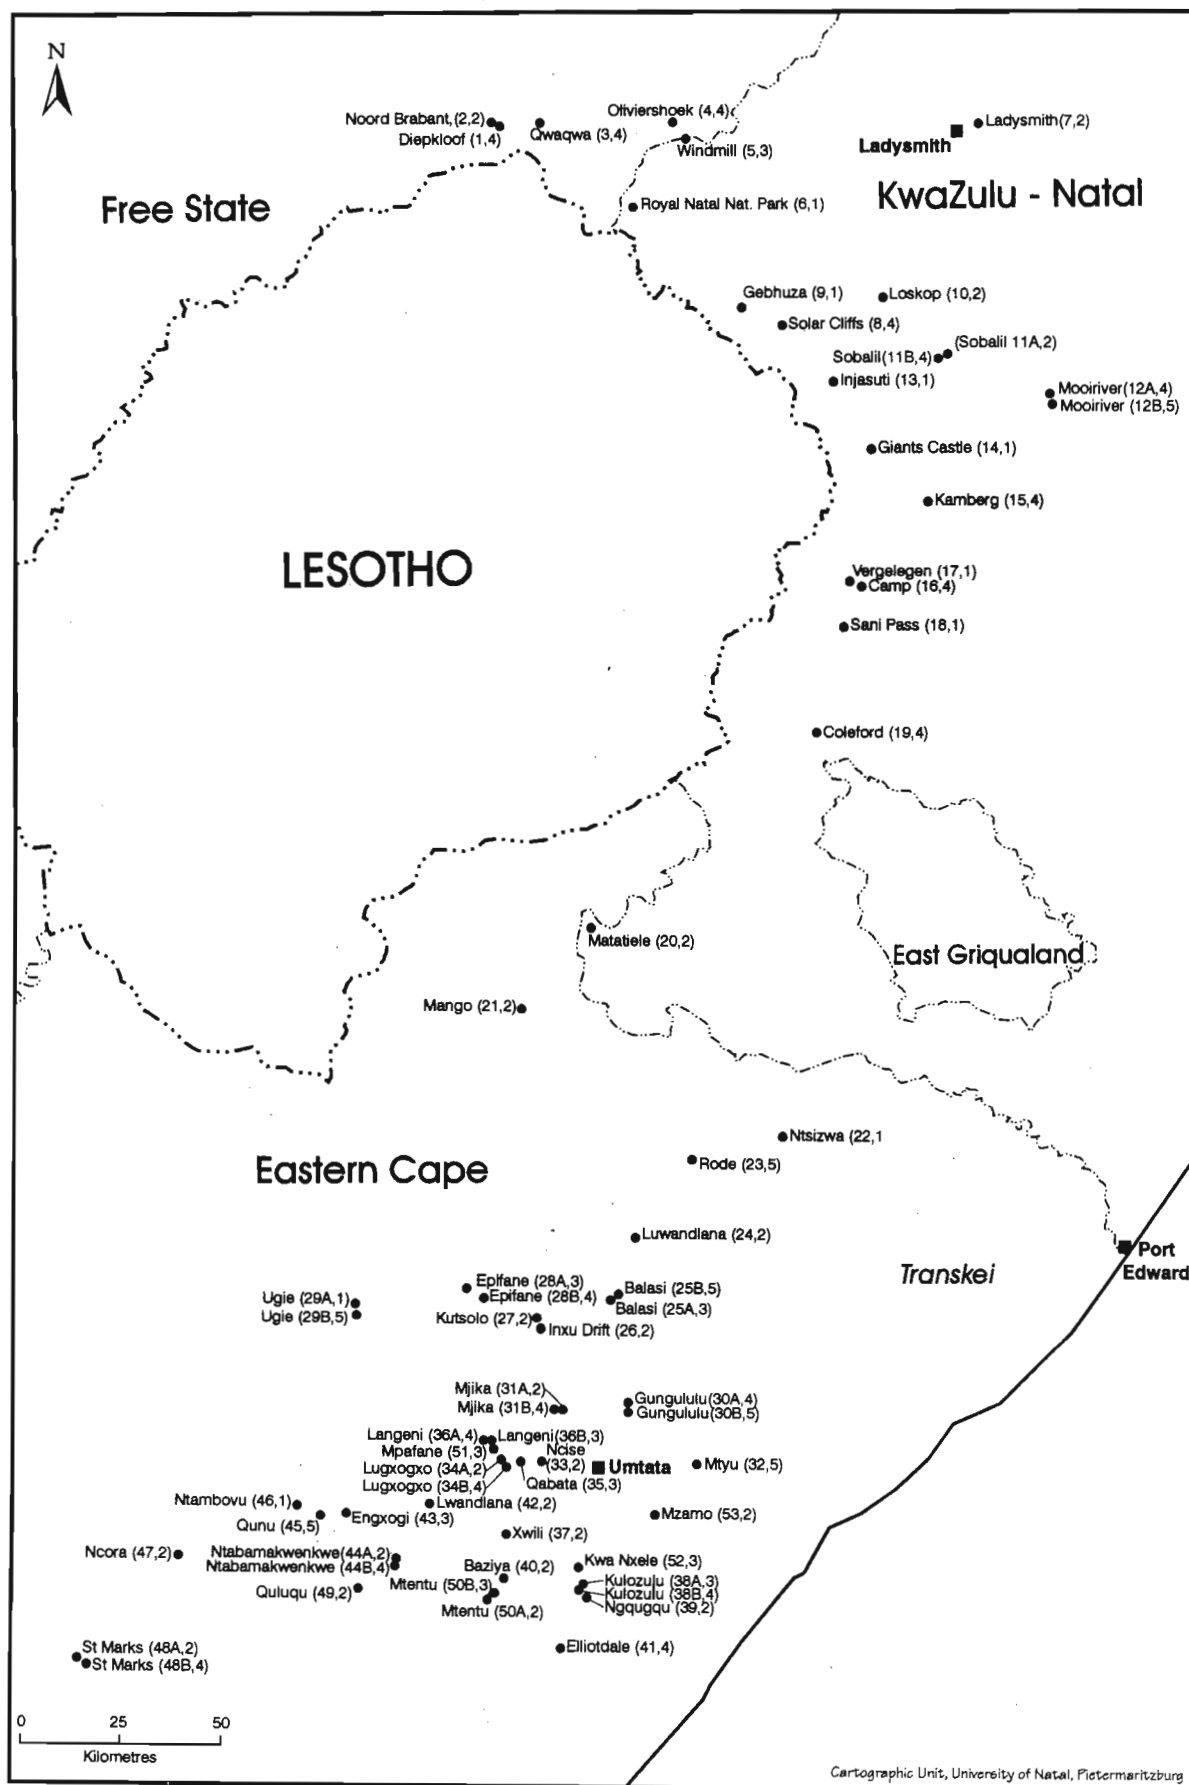 N
Noord Brabant,(2,2)
Diepkloof (1,4)
Qwaqwa (3,4)
Oliviershoek (4,4)
Windmill (5,3)
Ladysmith(7,2)
Ladysmith
Free State
KwaZulu - Natal
Royal Natal Nat. Park (6,1)
Gebhuza (9,1)
Loskop (10,2)
Solar Cliffs (8,4)
(Sobalil 11A,2)
Sobalil(11B,4)
Injasuti (13,1)
Mooiriver(12A,4)
Mooiriver (12B,5)
Giants Castle (14,1)
Kamberg (15,4)
LESOTHO
Vergelegen (17,1)
Camp (16,4)
Sani Pass (18,1)
Coleford (19,4)
Matatiele (20,2)
East Griqualand
Mango (21,2)
Ntsizwa (22,1
Rode (23,5)
Eastern Cape
Luwandlana (24,2)
Port
Edward
Transkei
Epifane (28A,3)
Epifane (28B,4)
Balasi (25B,5)
Balasi (25A,3)
Ugie (29A,1)
Ugie (29B,5)
Kutsolo (27,2)
Inxu Drift (26,2)
Mjika (31A,2)
Mjika (31B,4)
Gungululu(30A,4)
Gungululu(30B,5)
Langeni (36A,4)
Langeni(36B,3)
Mpafane (51,3)
Ncise
(33,2)
Lugxogxo (34A,2)
Lugxogxo (34B,4)
Qabata (35,3)
Umtata
Mtyu (32,5)
Ntambovu (46,1)
Qunu (45,5)
Engxogi (43,3)
Lwandlana (42,2)
Mzamo (53,2)
Xwili (37,2)
Ncora (47,2)
Ntabamakwenkwe(44A,2)
Ntabamakwenkwe (44B,4)
Baziya (40,2)
Kwa Nxele (52,3)
Quluqu (49,2)
Mtentu (50B,3)
Mtentu (50A,2)
Kulozulu (38A,3)
Kulozulu (38B,4)
Ngqugqu (39,2)
St Marks (48A,2)
St Marks (48B,4)
Elliotdale (41,4)
0 25 50
Kilometres
Cartographic Unit, University of Natal, Pietermaritzburg